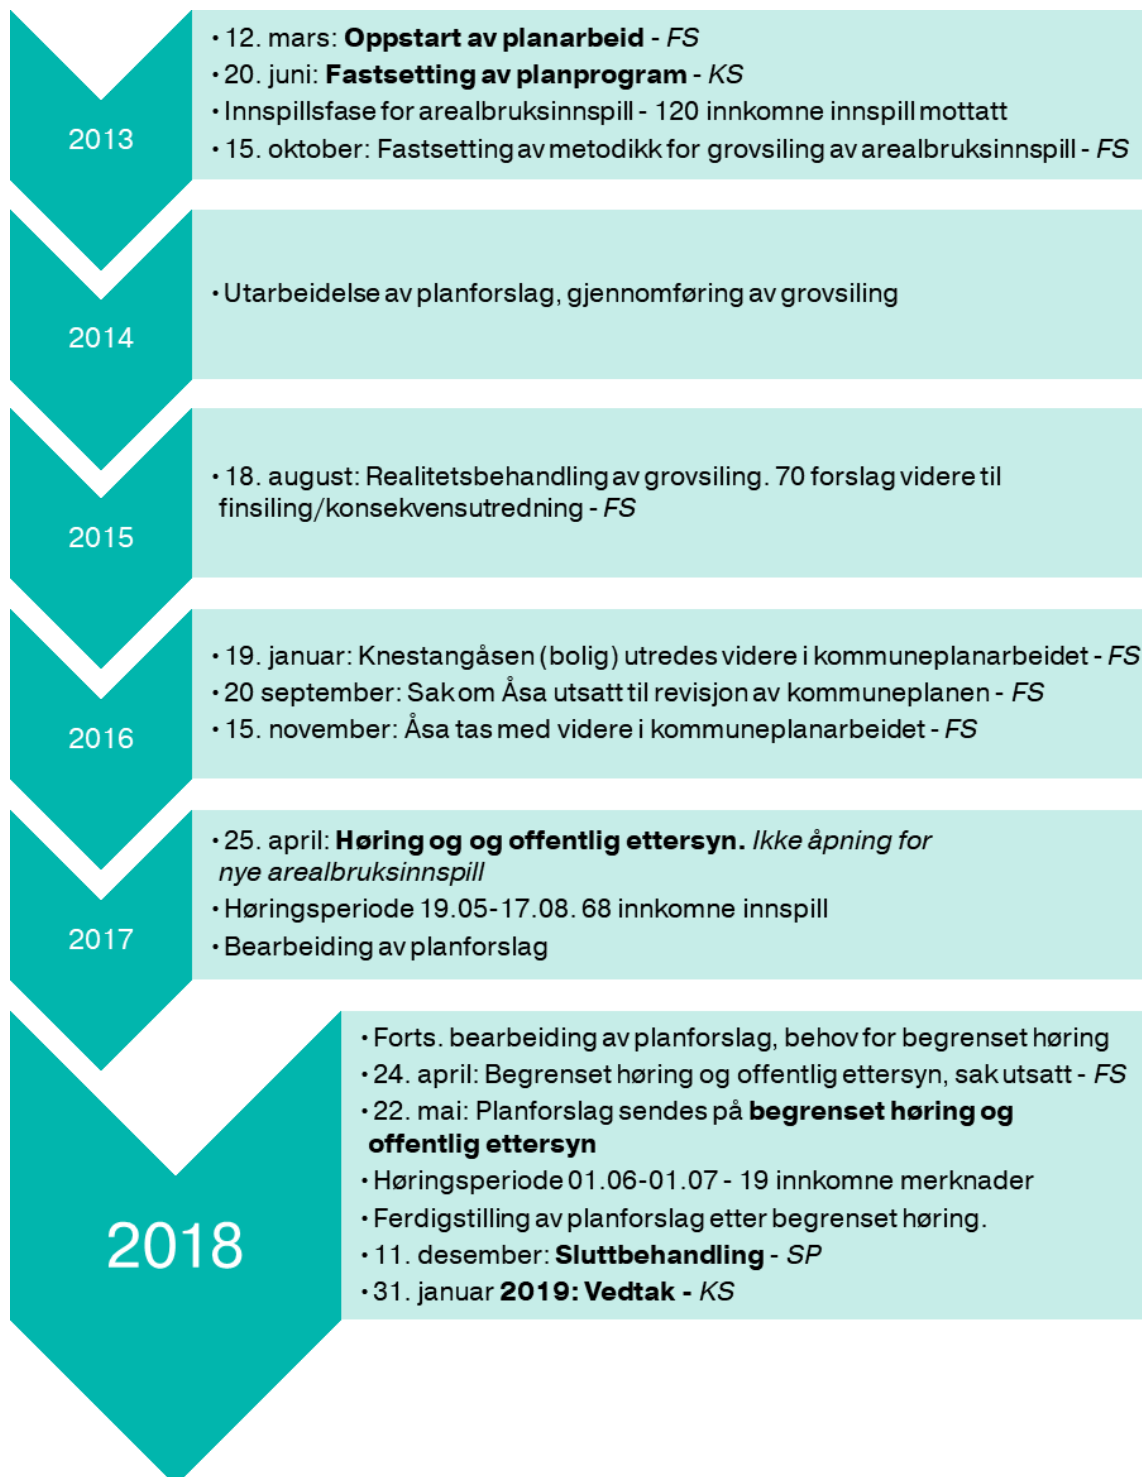 2013
• 12. mars: Oppstart av planarbeid - FS
• 20. juni: Fastsetting av planprogram - KS
• Innspillsfase for arealbruksinnspill - 120 innkomne innspill mottatt
• 15. oktober: Fastsetting av metodikk for grovsiling av arealbruksinnspill - FS
2014
• Utarbeidelse av planforslag, gjennomføring av grovsiling
2015
• 18. august: Realitetsbehandling av grovsiling. 70 forslag videre til
finsiling/konsekvensutredning - FS
2016
• 19. januar: Knestangåsen (bolig) utredes videre i kommuneplanarbeidet - FS
• 20 september: Sak om Åsa utsatt til revisjon av kommuneplanen - FS
• 15. november: Åsa tas med videre i kommuneplanarbeidet - FS
2017
• 25. april: Høring og og offentlig ettersyn. Ikke åpning for
nye arealbruksinnspill
• Høringsperiode 19.05-17.08. 68 innkomne innspill
• Bearbeiding av planforslag
2018
• Forts. bearbeiding av planforslag, behov for begrenset høring
• 24. april: Begrenset høring og offentlig ettersyn, sak utsatt - FS
• 22. mai: Planforslag sendes på begrenset høring og
offentlig ettersyn
• Høringsperiode 01.06-01.07 - 19 innkomne merknader
• Ferdigstilling av planforslag etter begrenset høring.
• 11. desember: Sluttbehandling - SP
• 31. januar 2019: Vedtak - KS